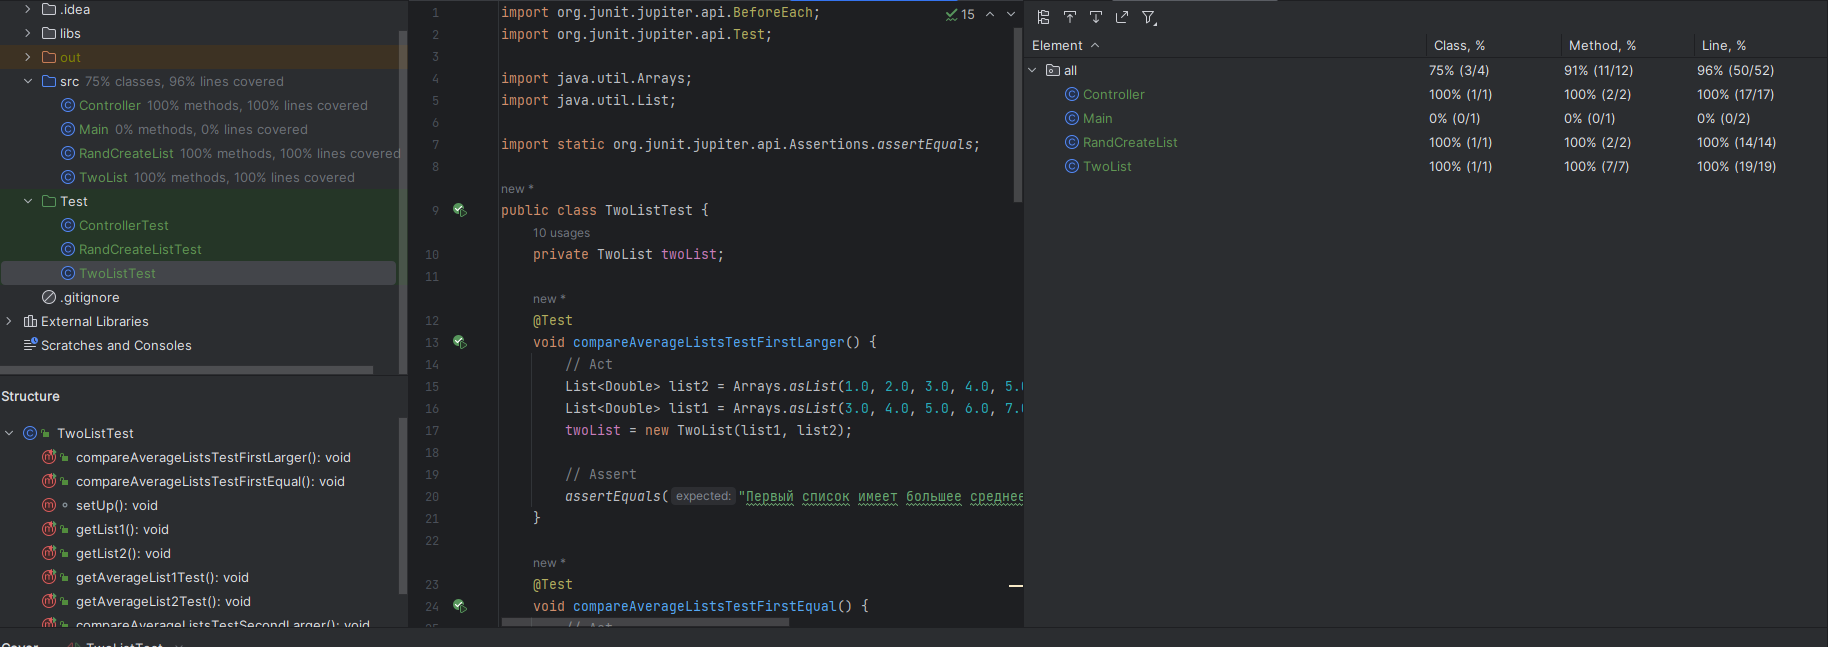 .idea
libs
out
src 75% classes, 96% lines covered
Controller 100% methods, 100% lines covered
Main 0% methods, 0% lines covered
RandCreateList 100% methods, 100% lines covered
TwoList 100% methods, 100% lines covered
Test
ControllerTest
RandCreateListTest
TwoListTest
.gitignore
External Libraries
Scratches and Consoles
Structure
TwoListTest
compareAverageListsTestFirstLarger(): void
compareAverageListsTestFirstEqual(): void
setUp(): void
getList1(): void
getList2(): void
getAverageList1Test(): void
getAverageList2Test(): void
compareAverageListsTestSecondLarger(): void
15
1 import org.junit.jupiter.api.BeforeEach;
2 import org.junit.jupiter.api.Test;
3
4 import java.util.Arrays;
5 import java.util.List;
6
7 import static org.junit.jupiter.api.Assertions.assertEquals;
8
new *
9 public class TwoListTest {
10 usages
10 private TwoList twoList;
11
new *
12 @Test
13 void compareAverageListsTestFirstLarger() {
14 // Act
15 List<Double> list2 = Arrays.asList(1.0, 2.0, 3.0, 4.0, 5.0
16 List<Double> list1 = Arrays.asList(3.0, 4.0, 5.0, 6.0, 7.0
17 twoList = new TwoList(list1, list2);
18
19 // Assert
20 assertEquals( expected: "Первый список имеет большее среднее
21 }
22
new *
23 @Test
24 void compareAverageListsTestFirstEqual() {
25 // Act
Element Class, % Method, % Line, %
all 75% (3/4) 91% (11/12) 96% (50/52)
Controller 100% (1/1) 100% (2/2) 100% (17/17)
Main 0% (0/1) 0% (0/1) 0% (0/2)
RandCreateList 100% (1/1) 100% (2/2) 100% (14/14)
TwoList 100% (1/1) 100% (7/7) 100% (19/19)
Cover TwoListTest